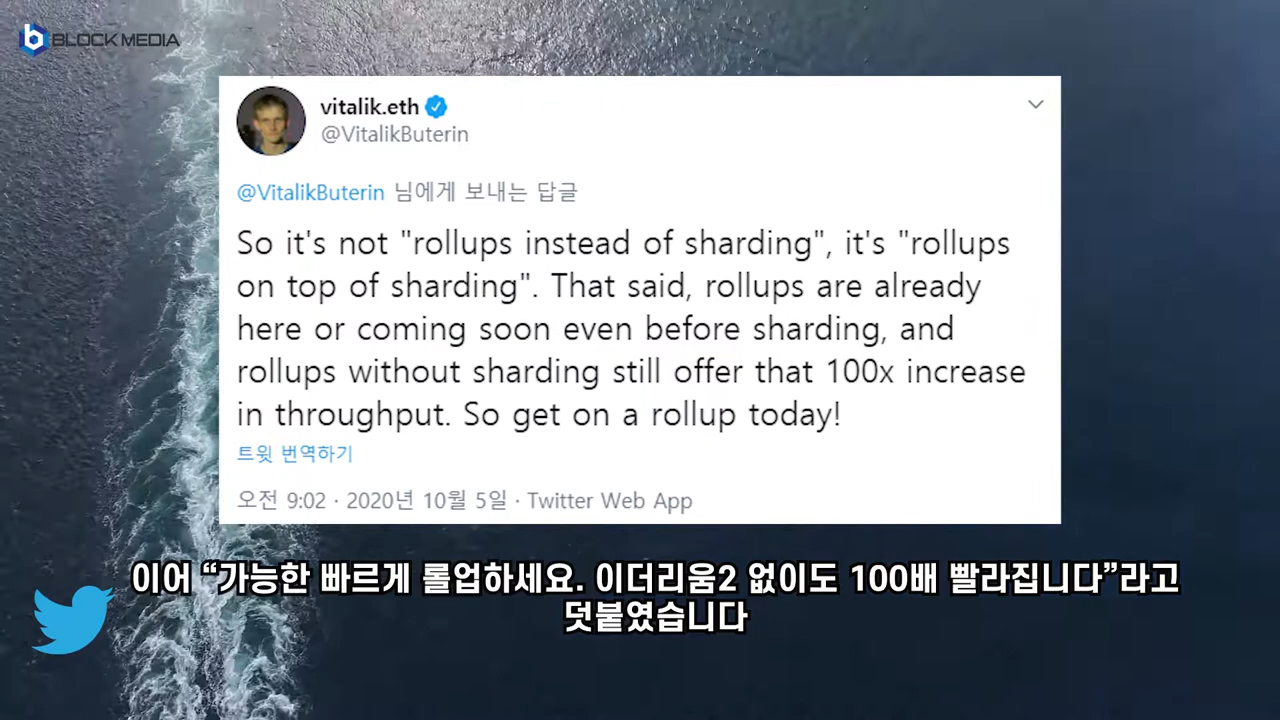 BLOCK MEDIA
vitalik.eth
@VitalikButerin
@VitalikButerin 님에게 보내는 답글
So it's not "rollups instead of sharding", it's "rollups
on top of sharding". That said, rollups are already
here or coming soon even before sharding, and
rollups without sharding still offer that 100x increase
in throughput. So get on a rollup today!
트윗 번역하기
오전 9:02 · 2020년 10월 5일 · Twitter Web App
이어 “가능한 빠르게 롤업하세요. 이더리움2 없이도 100배 빨라집니다”라고
덧붙였습니다